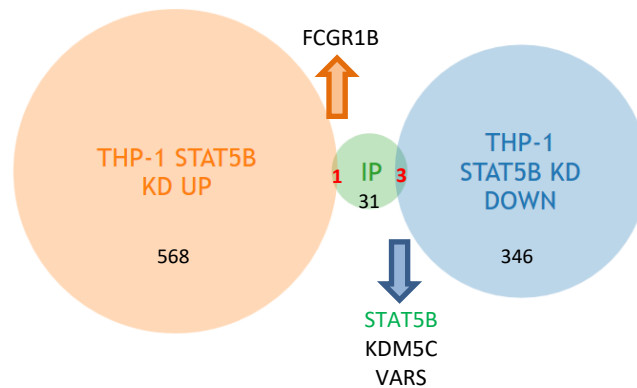 FCGR1B
THP-1 STAT5B
KD UP
568
1
IP
31
3
THP-1
STAT5B KD
DOWN
346
STAT5B
KDM5C
VARS